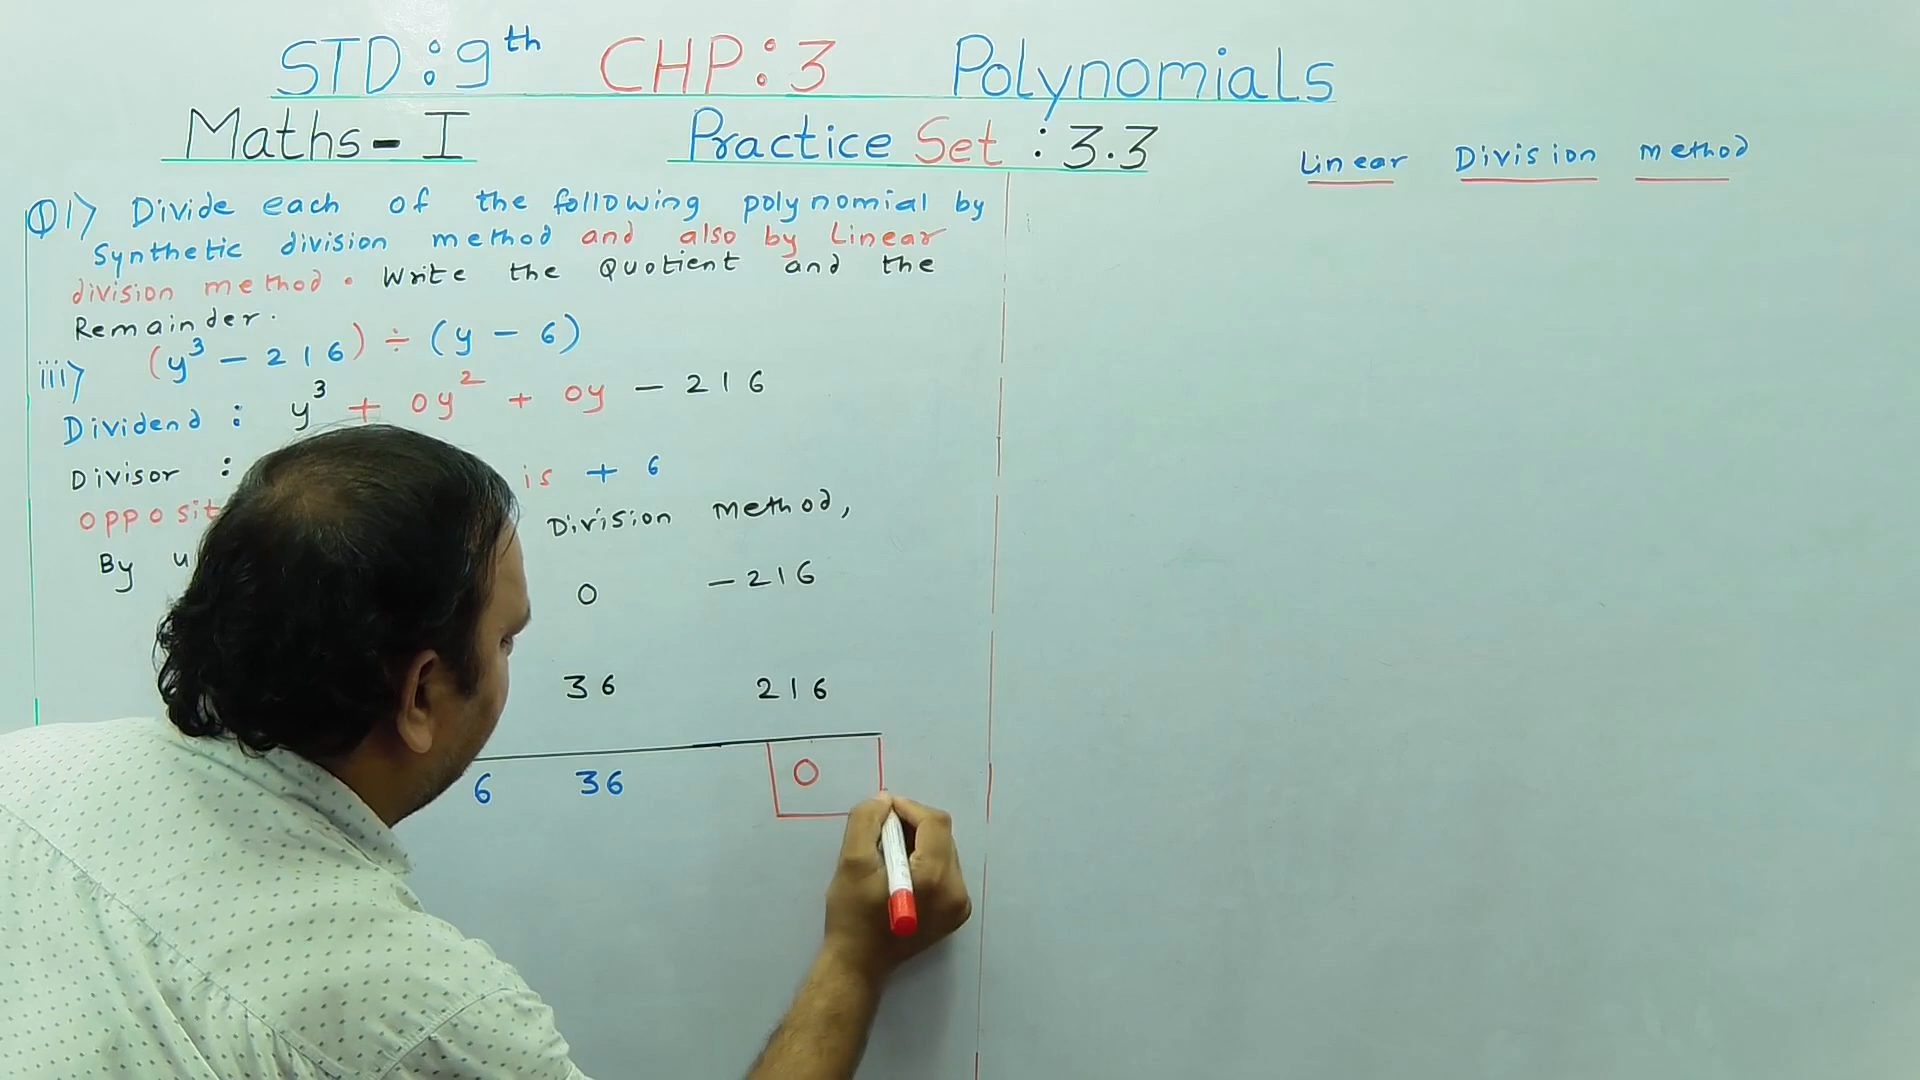 STD: 9th CHP: 3 Polynomials
Maths-I Practice Set : 3.3
Linear Division method
Q1) Divide each of the following polynomial by
Synthetic division method and also by Linear
division method. Write the Quotient and the
Remainder.
iii) (y³ - 216) ÷ (y - 6)
Dividend : y³ + 0y² + 0y - 216
Divisor : is + 6
By Division method,
0 -216
36 216
6 36 0